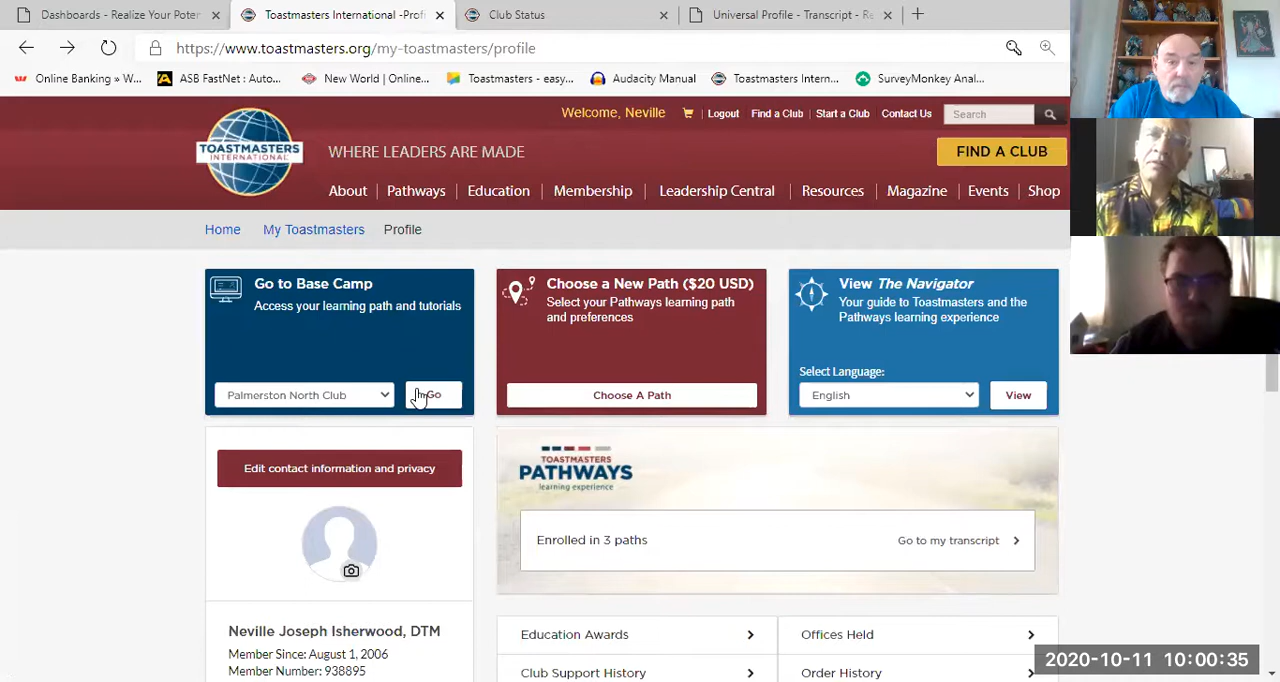 Dashboards - Realize Your Poten
Toastmasters International -Profi
Club Status
Universal Profile - Transcript - Re
https://www.toastmasters.org/my-toastmasters/profile
Online Banking » W...
ASB FastNet : Auto...
New World | Online...
Toastmasters - easy...
Audacity Manual
Toastmasters Intern...
SurveyMonkey Anal...
Welcome, Neville
Logout
Find a Club
Start a Club
Contact Us
Search
TOASTMASTERS
INTERNATIONAL
WHERE LEADERS ARE MADE
FIND A CLUB
About
Pathways
Education
Membership
Leadership Central
Resources
Magazine
Events
Shop
Home
My Toastmasters
Profile
Go to Base Camp
Access your learning path and tutorials
Palmerston North Club
Go
Choose a New Path ($20 USD)
Select your Pathways learning path
and preferences
Choose A Path
View The Navigator
Your guide to Toastmasters and the
Pathways learning experience
Select Language:
English
View
Edit contact information and privacy
TOASTMASTERS
PATHWAYS
learning experience
Enrolled in 3 paths
Go to my transcript
Neville Joseph Isherwood, DTM
Member Since: August 1, 2006
Member Number: 938895
Education Awards
Offices Held
Club Support History
Order History
2020-10-11 10:00:35